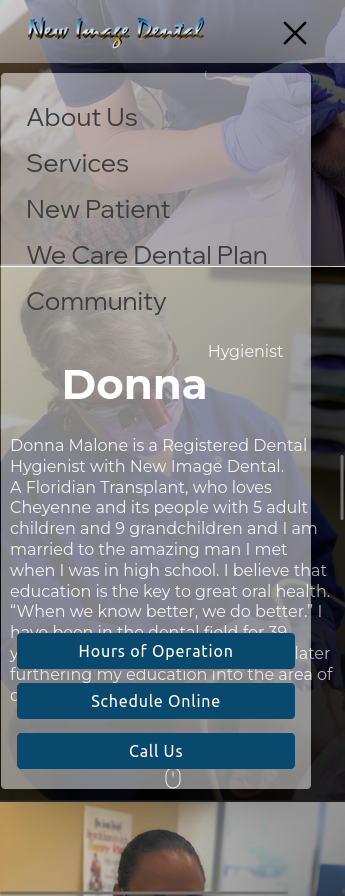 New Image Dental
About Us
Services
New Patient
We Care Dental Plan
Community
Hygienist
Donna
Donna Malone is a Registered Dental
Hygienist with New Image Dental.
A Floridian Transplant, who loves
Cheyenne and its people with 5 adult
children and 9 grandchildren and I am
married to the amazing man I met
when I was in high school. I believe that
education is the key to great oral health.
“When we know better, we do better.” I
have been in the dental field for 39
Hours of Operation
later
furthering my education into the area of
Schedule Online
Call Us